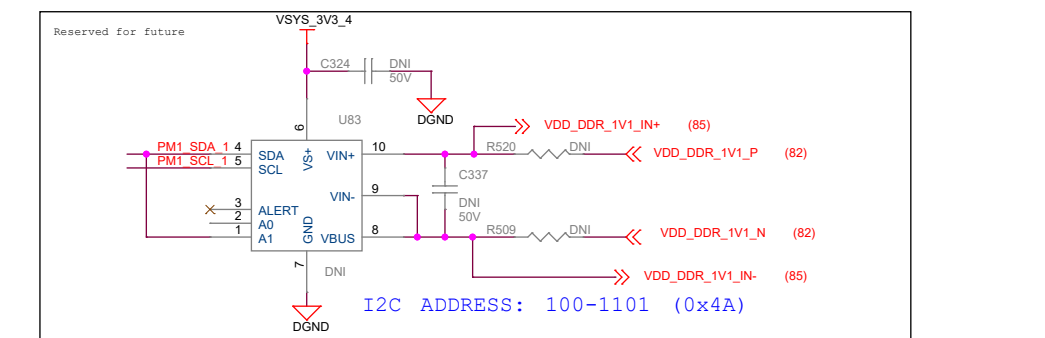 VSYS_3V3_4
Reserved for future
C324 DNI
50V
DGND
U83
VDD_DDR_1V1_IN+ (85)
6
PM1_SDA_1 4 SDA VS+ VIN+ 10 R520 DNI VDD_DDR_1V1_P (82)
PM1_SCL_1 5 SCL
C337
VIN- 9
DNI
50V
3 ALERT
2 A0
1 A1 GND VBUS 8 R509 DNI VDD_DDR_1V1_N (82)
7 DNI
VDD_DDR_1V1_IN- (85)
I2C ADDRESS: 100-1101 (0x4A)
DGND